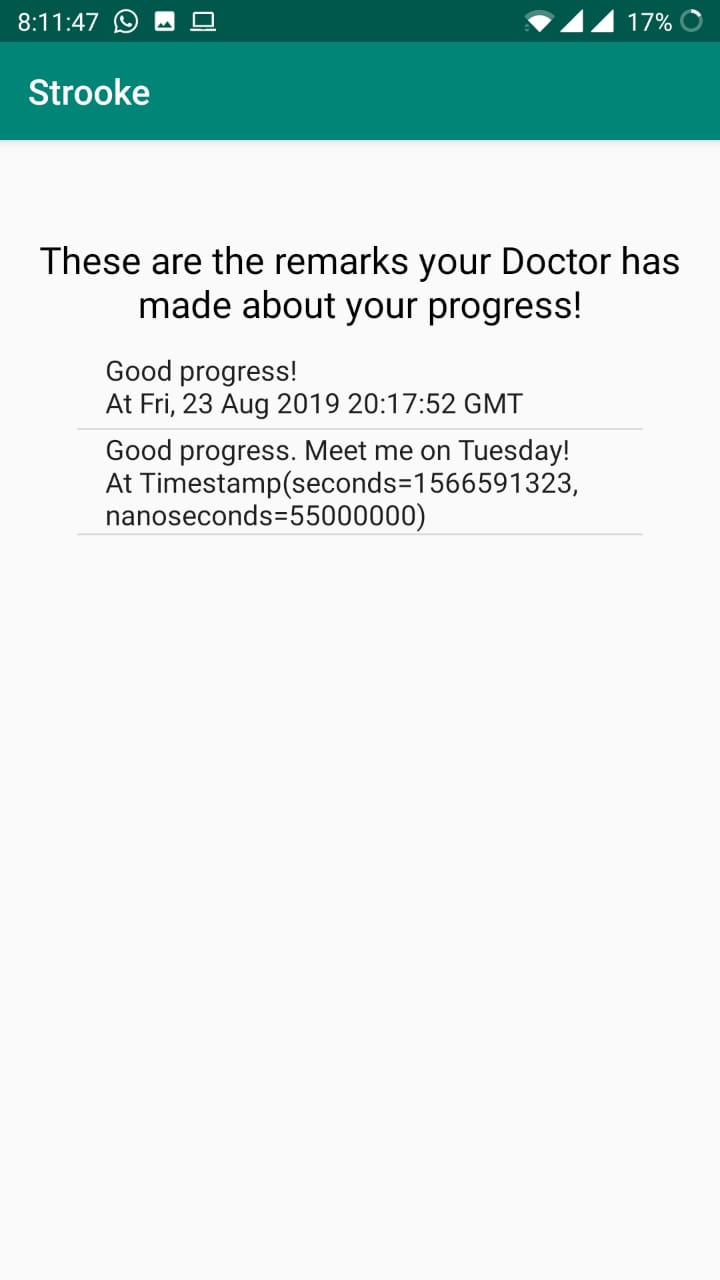 8:11:47 17%
Strooke
These are the remarks your Doctor has
made about your progress!
Good progress!
At Fri, 23 Aug 2019 20:17:52 GMT
Good progress. Meet me on Tuesday!
At Timestamp(seconds=1566591323,
nanoseconds=55000000)